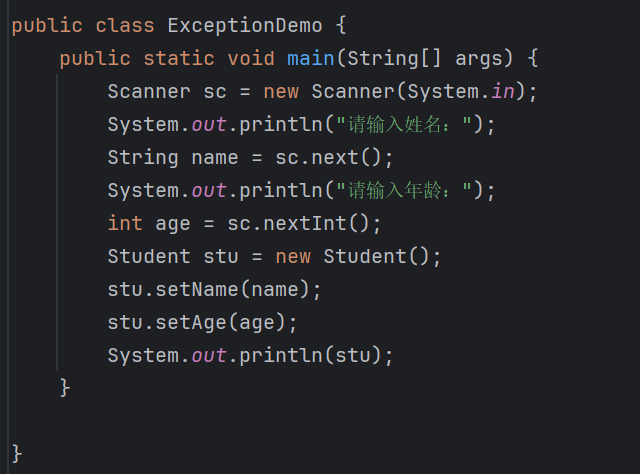 public class ExceptionDemo {
    public static void main(String[] args) {
        Scanner sc = new Scanner(System.in);
        System.out.println("请输入姓名：");
        String name = sc.next();
        System.out.println("请输入年龄：");
        int age = sc.nextInt();
        Student stu = new Student();
        stu.setName(name);
        stu.setAge(age);
        System.out.println(stu);
    }
}